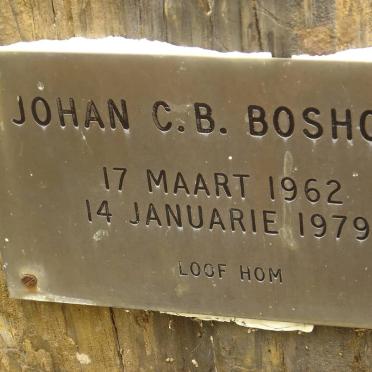 JOHAN C.B. BOSHO
17 MAART 1962
14 JANUARIE 1979
LOOF HOM